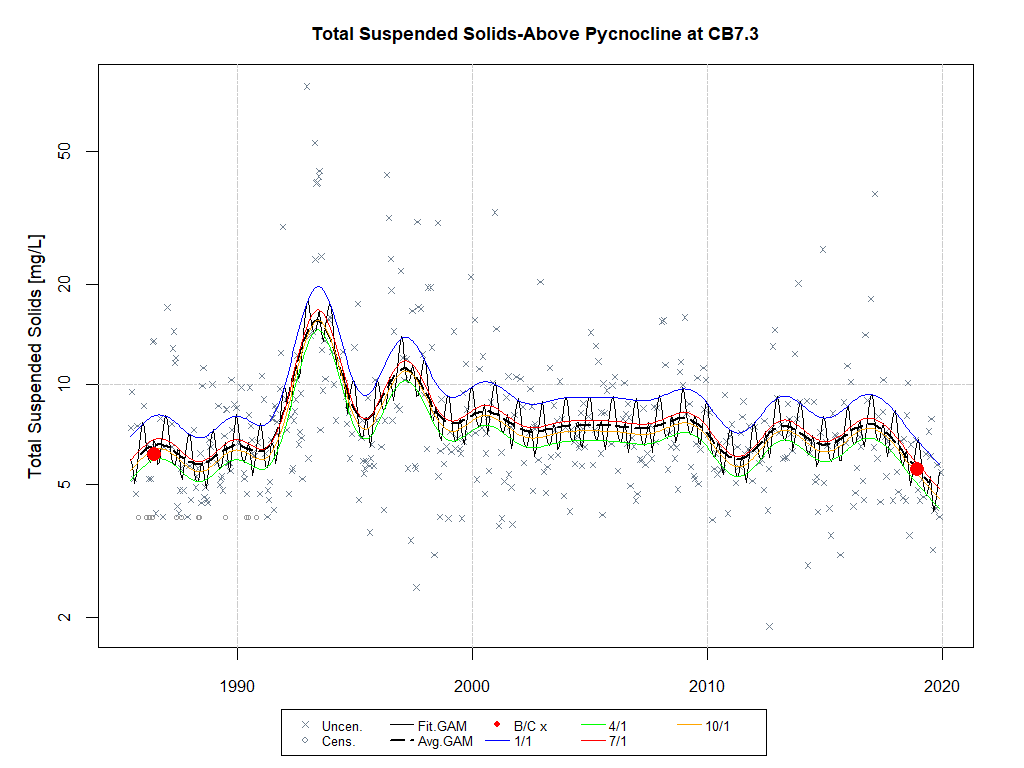 Total Suspended Solids-Above Pycnocline at CB7.3
Total Suspended Solids [mg/L]
50
20
10
5
2
1990 2000 2010 2020
Uncen. Fit.GAM B/C x 4/1 10/1
Cens. Avg.GAM 1/1 7/1